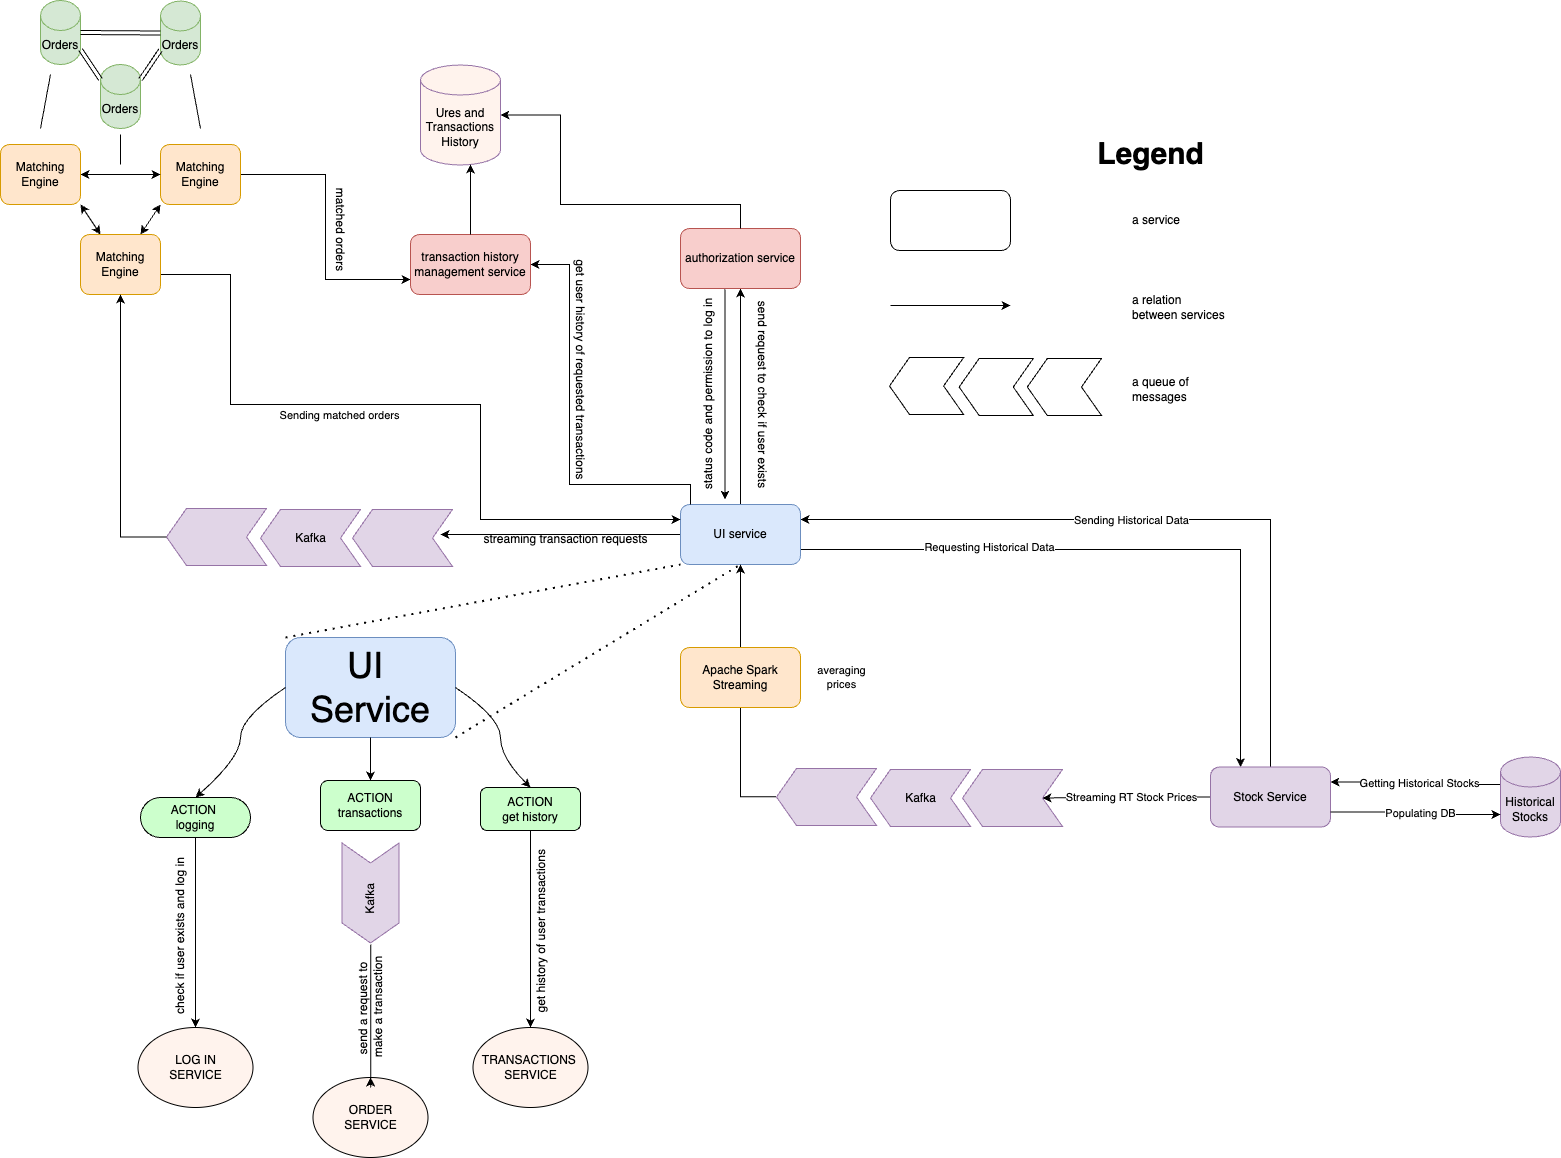 Orders
Orders
Orders
Matching
Engine
Matching
Engine
Matching
Engine
matched orders
Ures and
Transactions
History
transaction history
management service
authorization service
get user history of requested transactions
status code and permission to log in
send request to check if user exists
Legend
a service
a relation
between services
a queue of
messages
Sending matched orders
Kafka
streaming transaction requests
UI service
Sending Historical Data
Requesting Historical Data
UI
Service
Apache Spark
Streaming
averaging
prices
Kafka
Streaming RT Stock Prices
Stock Service
Getting Historical Stocks
Populating DB
Historical
Stocks
ACTION
logging
ACTION
transactions
ACTION
get history
check if user exists and log in
Kafka
send a request to
make a transaction
get history of user transactions
LOG IN
SERVICE
ORDER
SERVICE
TRANSACTIONS
SERVICE